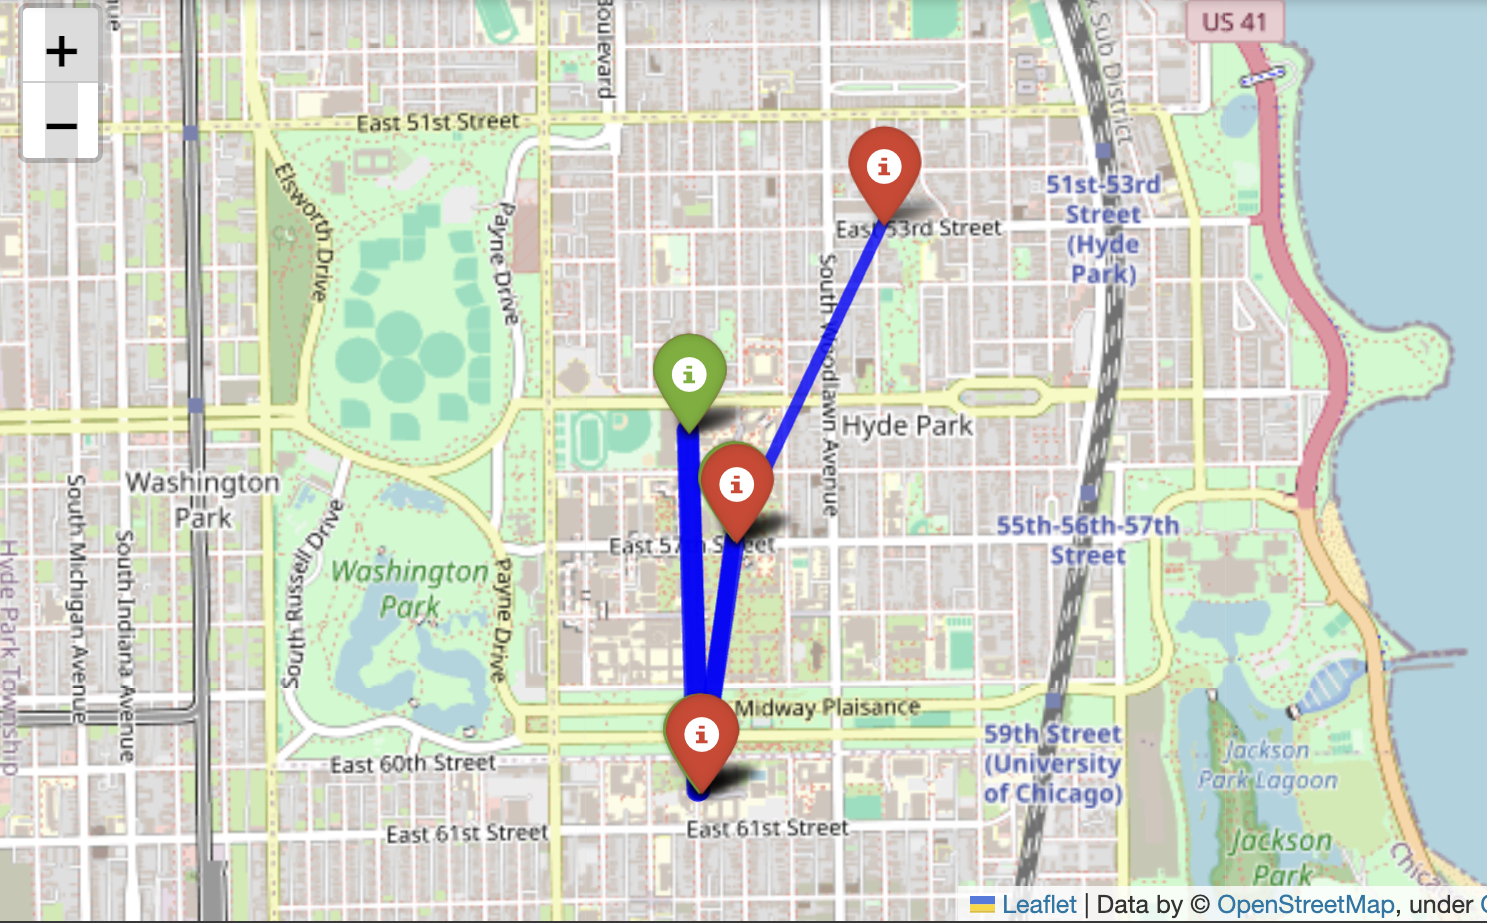 +
−
Boulevard
Sub District
US 41
East 51st Street
Elsworth Drive
Payne Drive
51st-53rd
Street
(Hyde
Park)
East 53rd Street
South Woodlawn Avenue
Hyde Park
Washington
Park
South Michigan Avenue
South Indiana Avenue
South Russell Drive
Hyde Park Township
Washington
Park
Payne Drive
East 57th Street
55th-56th-57th
Street
Midway Plaisance
59th Street
(University
of Chicago)
East 60th Street
East 61st Street
East 61st Street
Jackson
Park Lagoon
Jackson
Park
i
i
i
i
Leaflet | Data by © OpenStreetMap, under